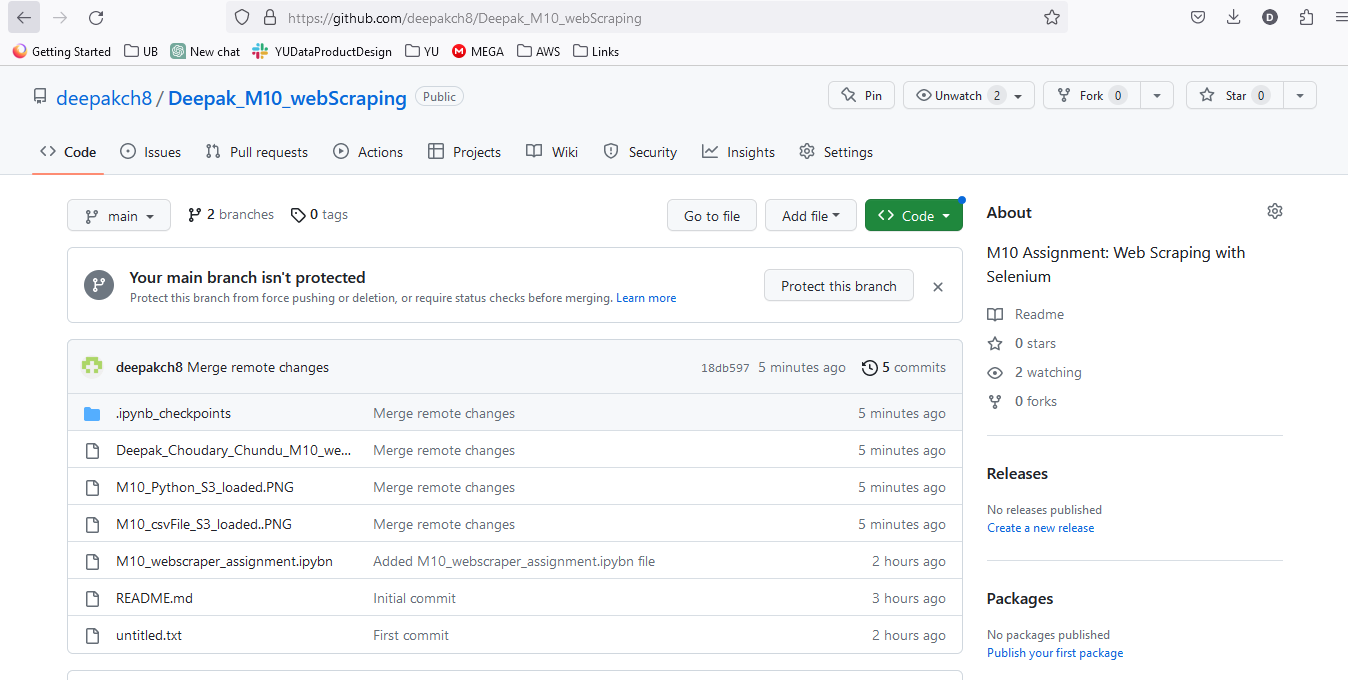 https://github.com/deepakch8/Deepak_M10_webScraping
D
Getting Started UB New chat YUDataProductDesign YU M MEGA AWS Links
deepakch8 / Deepak_M10_webScraping Public
Pin Unwatch 2 Fork 0 Star 0
Code Issues Pull requests Actions Projects Wiki Security Insights Settings
main 2 branches 0 tags Go to file Add file Code
Your main branch isn't protected
Protect this branch from force pushing or deletion, or require status checks before merging. Learn more
Protect this branch
deepakch8 Merge remote changes 18db597 5 minutes ago 5 commits
.ipynb_checkpoints Merge remote changes 5 minutes ago
Deepak_Choudary_Chundu_M10_we... Merge remote changes 5 minutes ago
M10_Python_S3_loaded.PNG Merge remote changes 5 minutes ago
M10_csvFile_S3_loaded..PNG Merge remote changes 5 minutes ago
M10_webscraper_assignment.ipybn Added M10_webscraper_assignment.ipybn file 2 hours ago
README.md Initial commit 3 hours ago
untitled.txt First commit 2 hours ago
About
M10 Assignment: Web Scraping with
Selenium
Readme
0 stars
2 watching
0 forks
Releases
No releases published
Create a new release
Packages
No packages published
Publish your first package